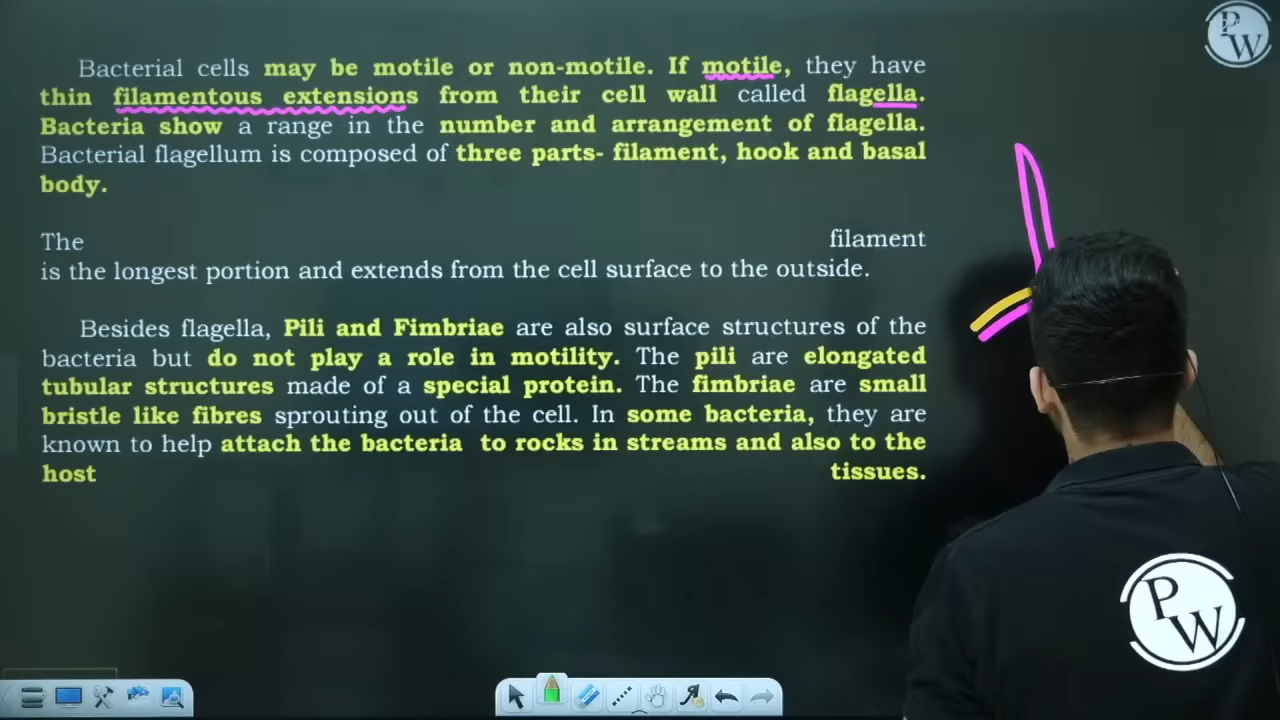 PW
Bacterial cells may be motile or non-motile. If motile, they have
thin filamentous extensions from their cell wall called flagella.
Bacteria show a range in the number and arrangement of flagella.
Bacterial flagellum is composed of three parts- filament, hook and basal
body.
The filament
is the longest portion and extends from the cell surface to the outside.
Besides flagella, Pili and Fimbriae are also surface structures of the
bacteria but do not play a role in motility. The pili are elongated
tubular structures made of a special protein. The fimbriae are small
bristle like fibres sprouting out of the cell. In some bacteria, they are
known to help attach the bacteria to rocks in streams and also to the
host tissues.
PW